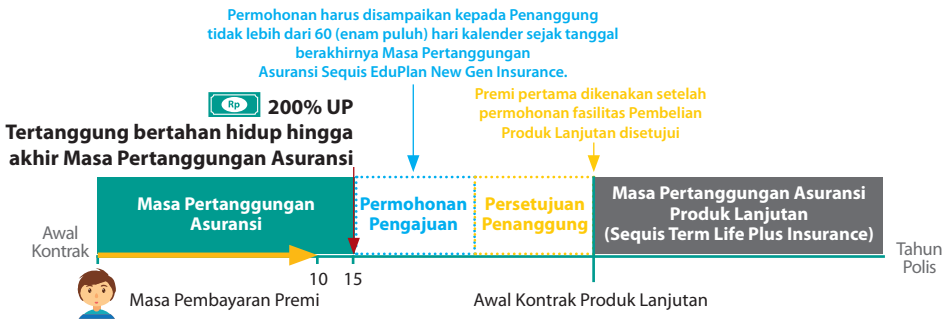 Permohonan harus disampaikan kepada Penanggung
tidak lebih dari 60 (enam puluh) hari kalender sejak tanggal
berakhirnya Masa Pertanggungan
Asuransi Sequis EduPlan New Gen Insurance.
Rp
200% UP
Tertanggung bertahan hidup hingga
akhir Masa Pertanggungan Asuransi
Premi pertama dikenakan setelah
permohonan fasilitas Pembelian
Produk Lanjutan disetujui
Masa Pertanggungan
Asuransi
Permohonan
Pengajuan
Persetujuan
Penanggung
Masa Pertanggungan Asuransi
Produk Lanjutan
(Sequis Term Life Plus Insurance)
Awal
Kontrak
Tahun
Polis
10
15
Masa Pembayaran Premi
Awal Kontrak Produk Lanjutan